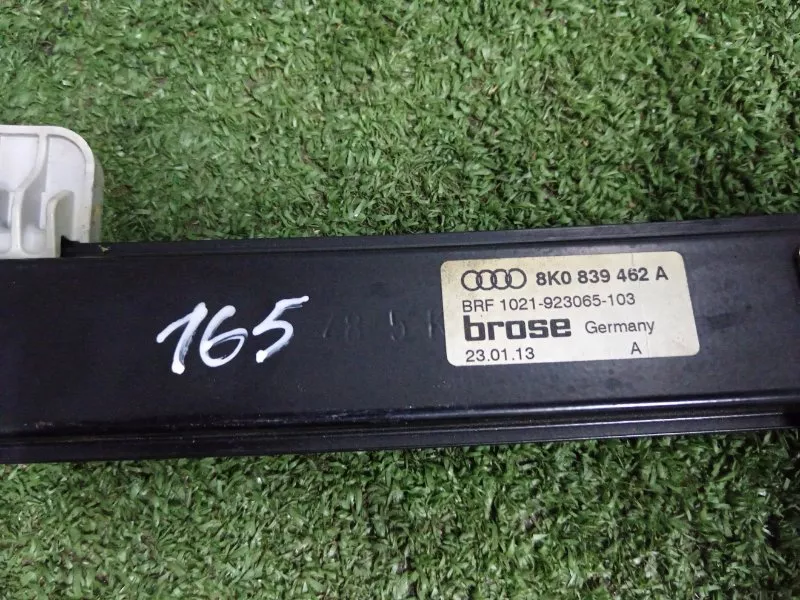 165
8K0 839 462 A
BRF 1021-923065-103
brose Germany
23.01.13 A